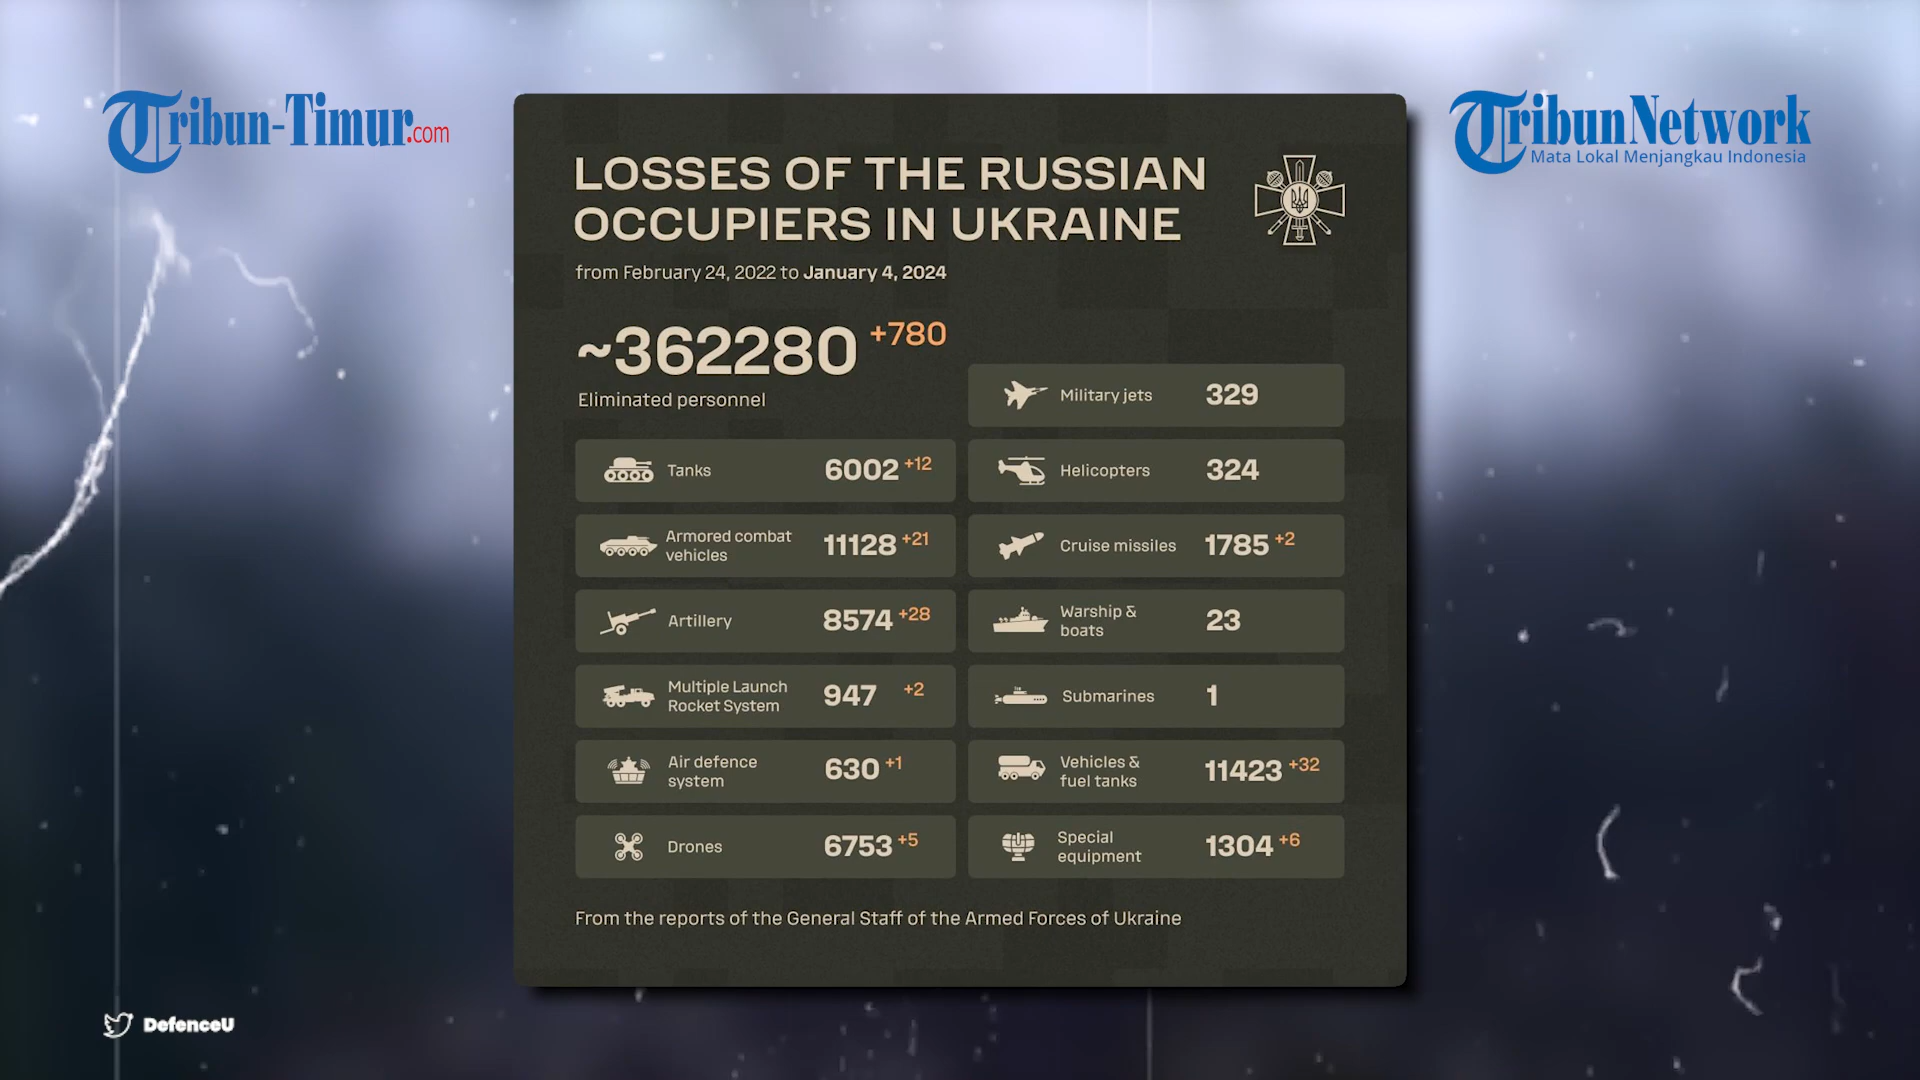 Tribun-Timur.com
TribunNetwork
Mata Lokal Menjangkau Indonesia
LOSSES OF THE RUSSIAN
OCCUPIERS IN UKRAINE
from February 24, 2022 to January 4, 2024
~362280 +780
Eliminated personnel
Military jets 329
Tanks 6002 +12
Helicopters 324
Armored combat
vehicles 11128 +21
Cruise missiles 1785 +2
Artillery 8574 +28
Warship &
boats 23
Multiple Launch
Rocket System 947 +2
Submarines 1
Air defence
system 630 +1
Vehicles &
fuel tanks 11423 +32
Drones 6753 +5
Special
equipment 1304 +6
From the reports of the General Staff of the Armed Forces of Ukraine
DefenceU